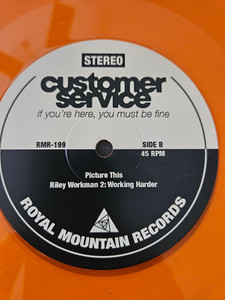 STEREO
customer
service
if you're here, you must be fine
RMR-199
SIDE B
45 RPM
Picture This
Riley Workman 2: Working Harder
ROYAL MOUNTAIN RECORDS